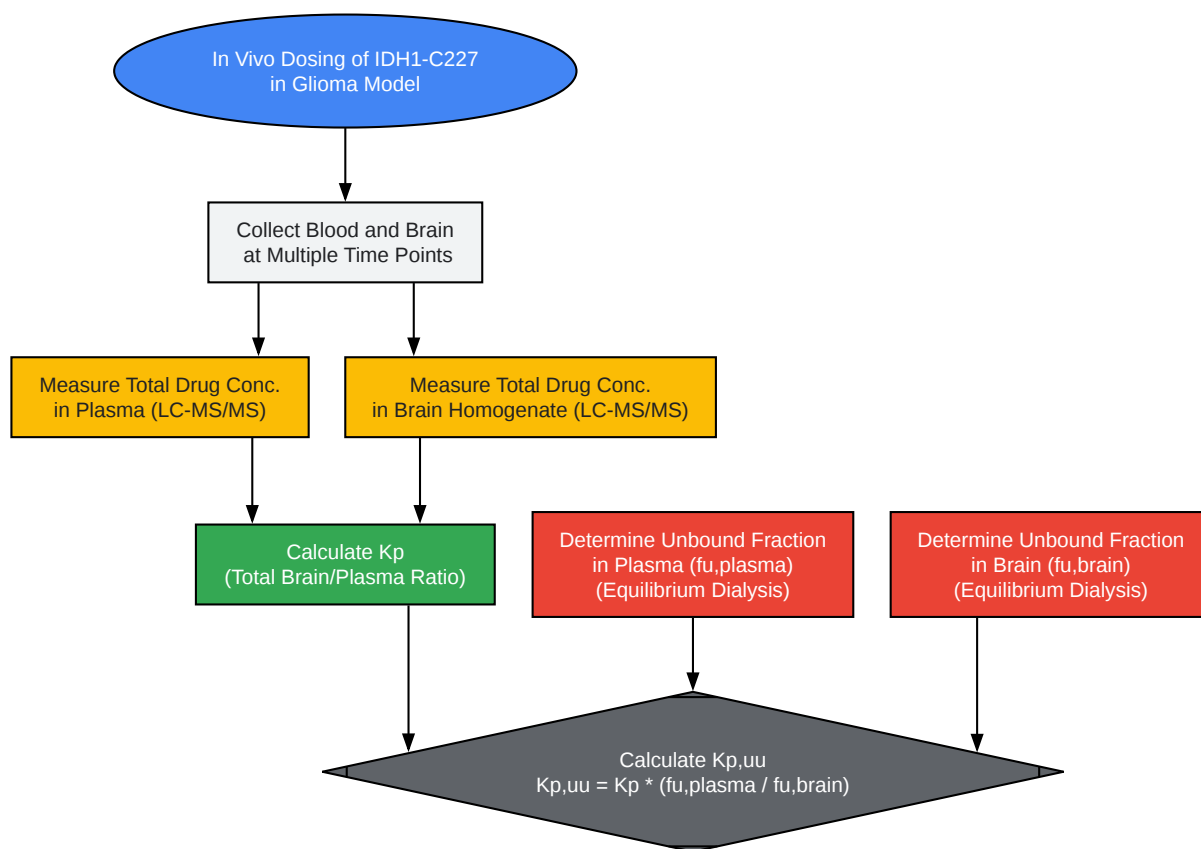 In Vivo Dosing of IDH1-C227
in Glioma Model
Collect Blood and Brain
at Multiple Time Points
Measure Total Drug Conc.
in Plasma (LC-MS/MS)
Measure Total Drug Conc.
in Brain Homogenate (LC-MS/MS)
Calculate Kp
(Total Brain/Plasma Ratio)
Determine Unbound Fraction
in Plasma (fu,plasma)
(Equilibrium Dialysis)
Determine Unbound Fraction
in Brain (fu,brain)
(Equilibrium Dialysis)
Calculate Kp,uu
Kp,uu = Kp * (fu,plasma / fu,brain)